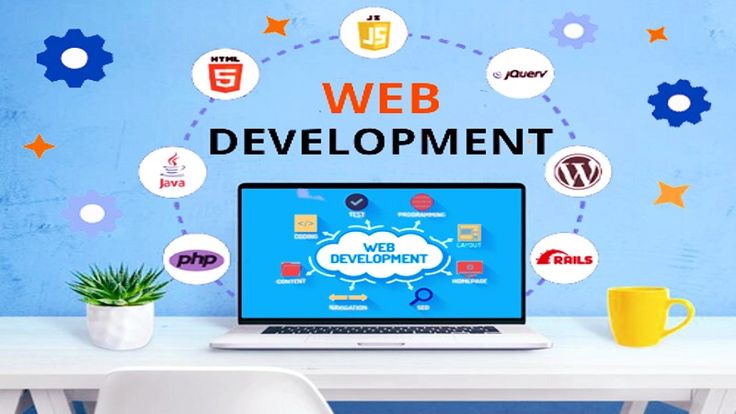 JS
JS
HTML
5
jQuery
WEB
DEVELOPMENT
Java
W
TEST
PROGRAMMING
CODING
LAYOUT
WEB
DEVELOPMENT
php
RAILS
CONTENT
HOMEPAGE
NAVIGATION
SEO